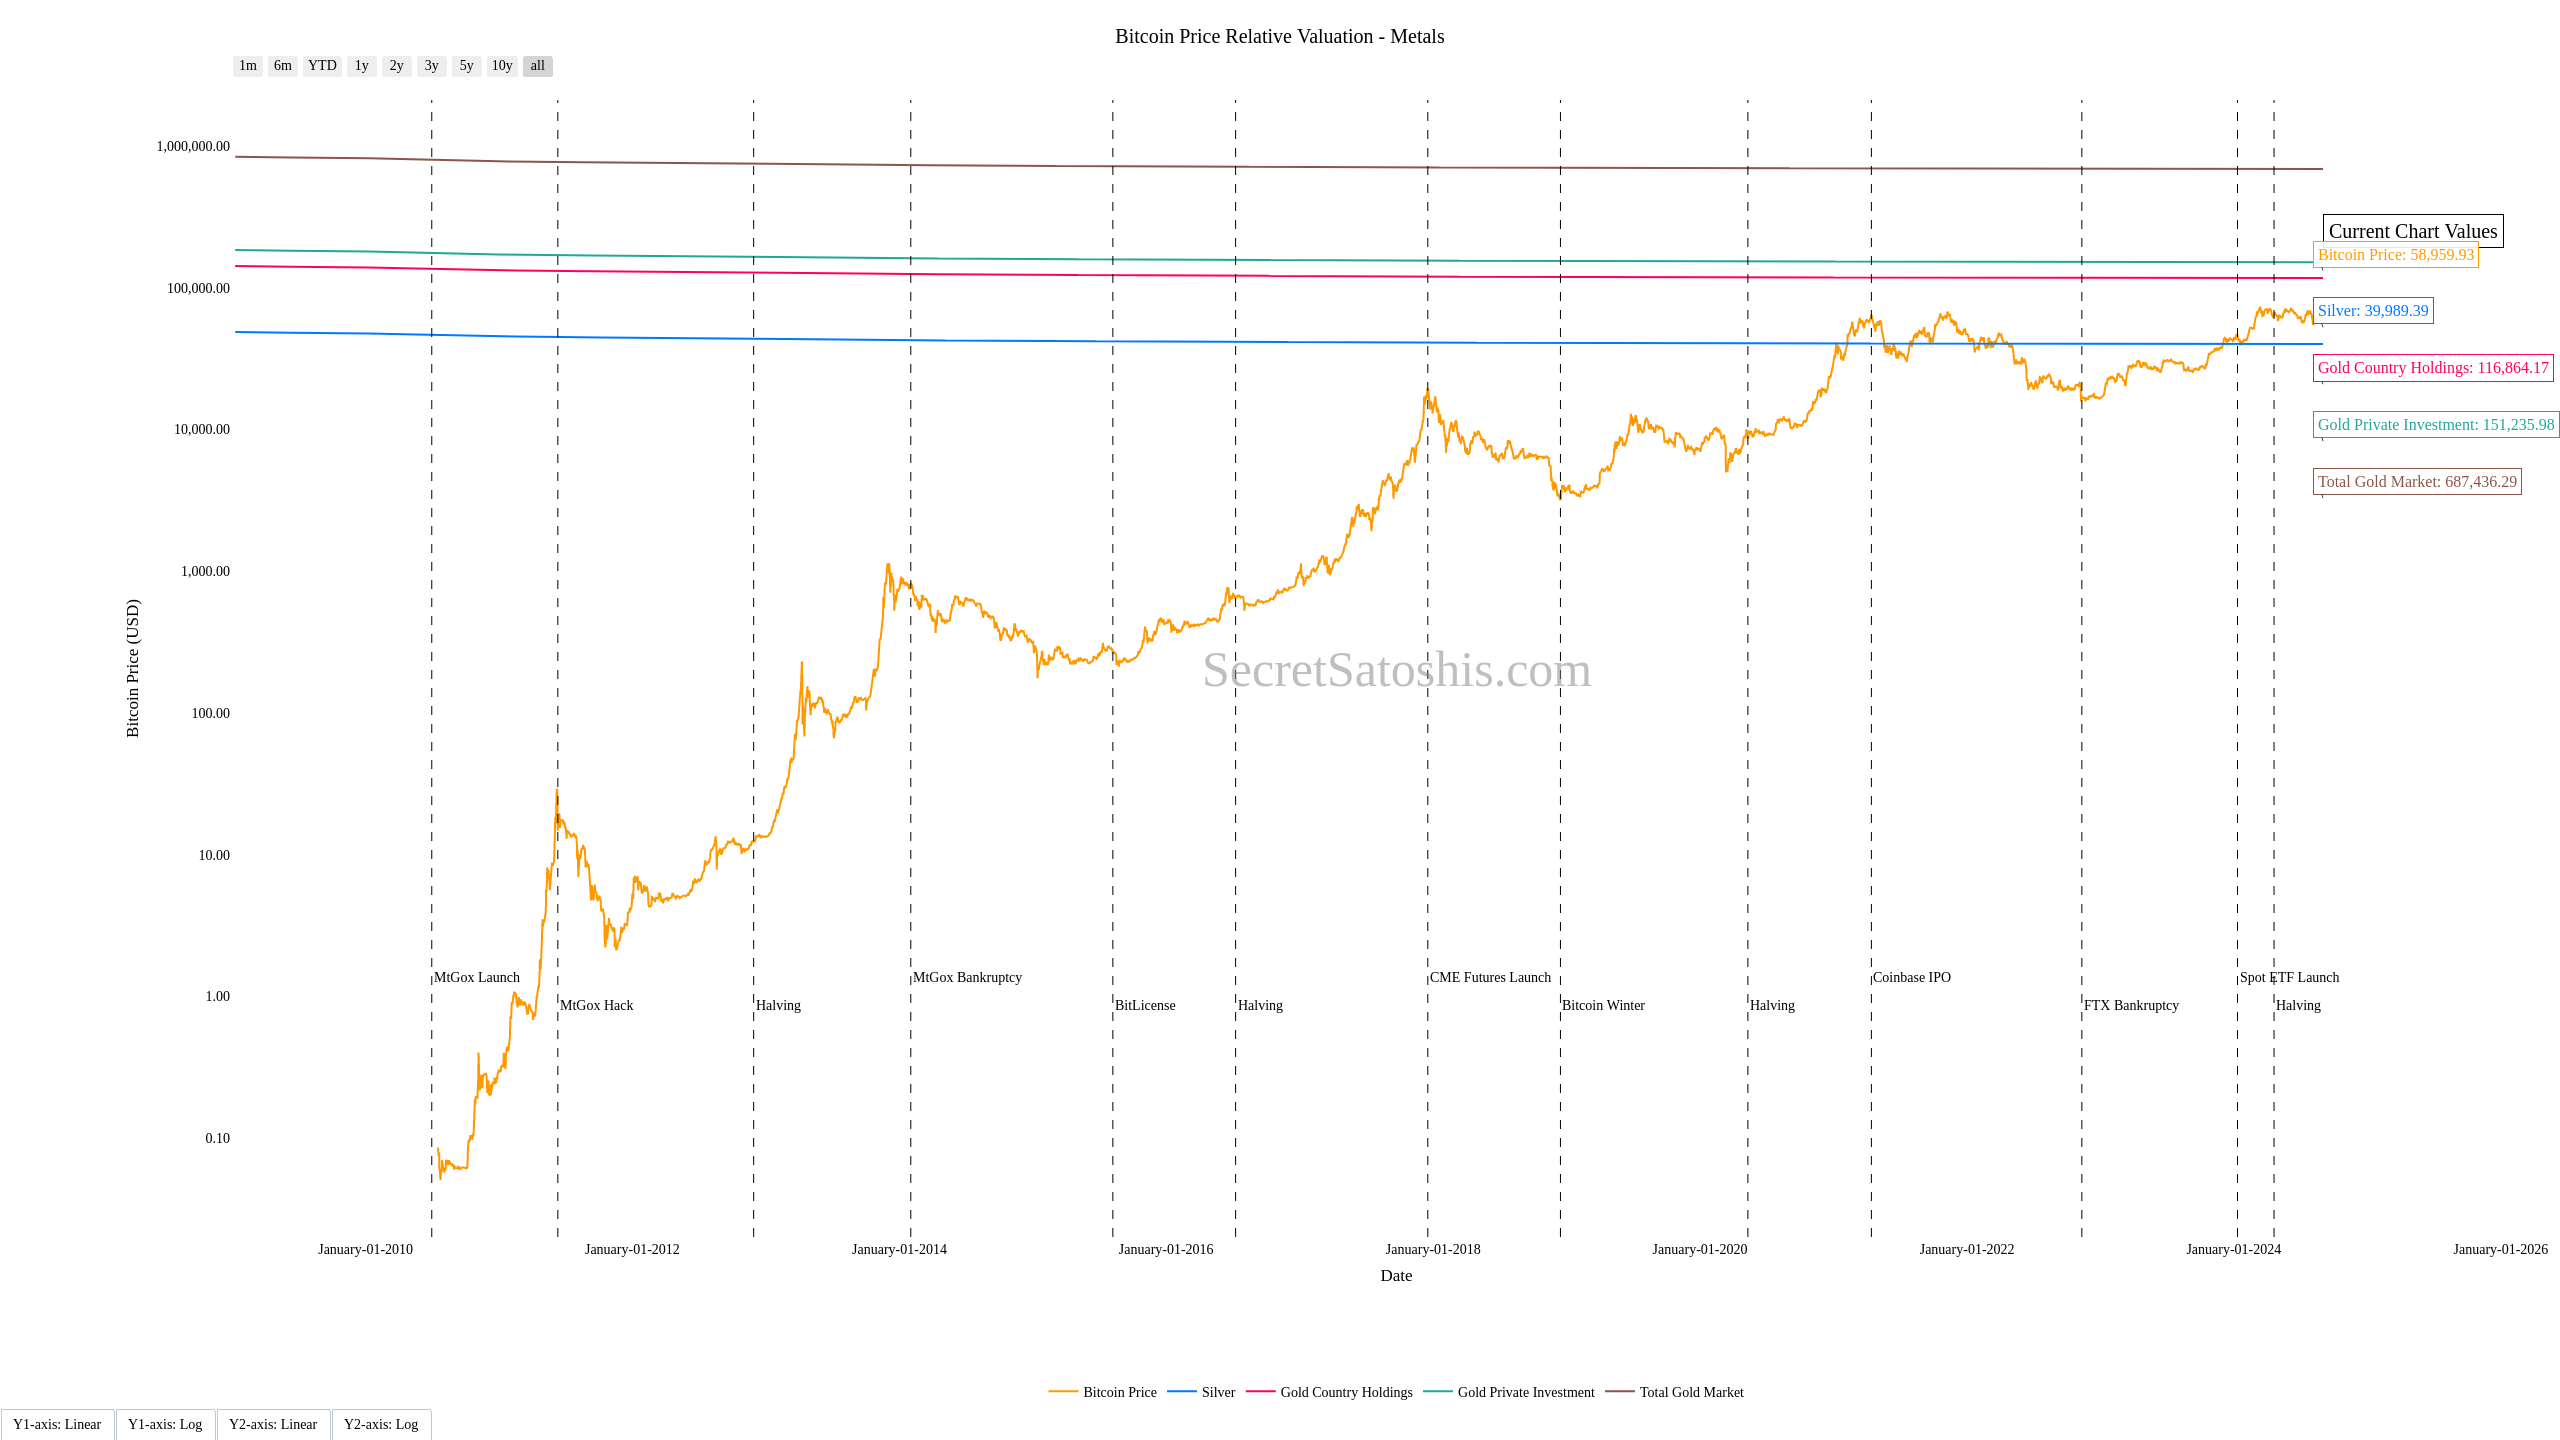 Bitcoin Price Relative Valuation - Metals
1m 6m YTD 1y 2y 3y 5y 10y all
1,000,000.00
100,000.00
10,000.00
1,000.00
100.00
10.00
1.00
0.10
Bitcoin Price (USD)
Current Chart Values
Bitcoin Price: 58,959.93
Silver: 39,989.39
Gold Country Holdings: 116,864.17
Gold Private Investment: 151,235.98
Total Gold Market: 687,436.29
SecretSatoshis.com
MtGox Launch
MtGox Hack
Halving
MtGox Bankruptcy
BitLicense
Halving
CME Futures Launch
Bitcoin Winter
Halving
Coinbase IPO
FTX Bankruptcy
Spot ETF Launch
Halving
January-01-2010 January-01-2012 January-01-2014 January-01-2016 January-01-2018 January-01-2020 January-01-2022 January-01-2024 January-01-2026
Date
Bitcoin Price Silver Gold Country Holdings Gold Private Investment Total Gold Market
Y1-axis: Linear Y1-axis: Log Y2-axis: Linear Y2-axis: Log